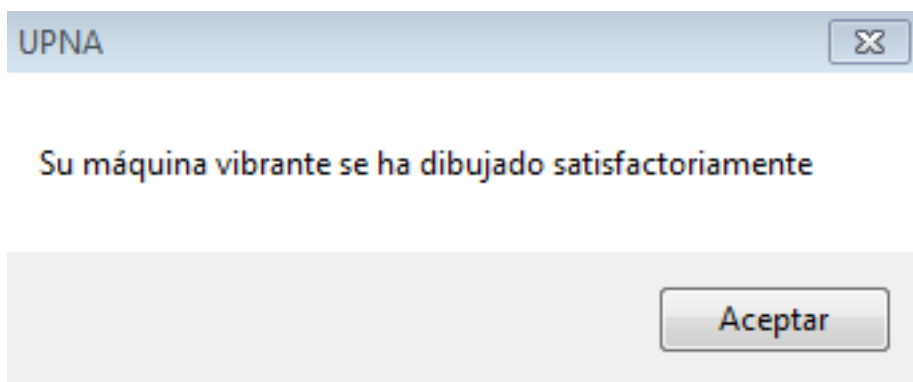 UPNA
Su máquina vibrante se ha dibujado satisfactoriamente
Aceptar